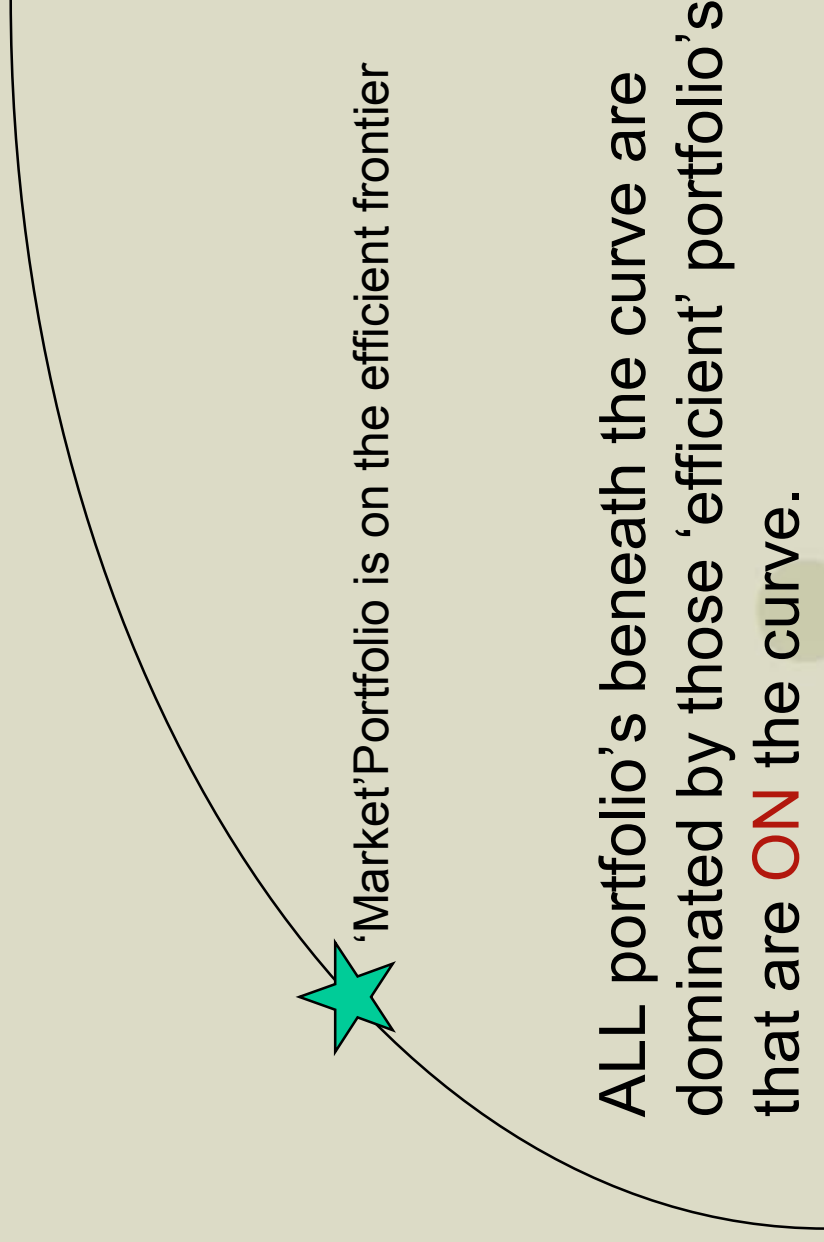 ‘Market’Portfolio is on the efficient frontier
ALL portfolio’s beneath the curve are
dominated by those ‘efficient’ portfolio’s
that are ON the curve.